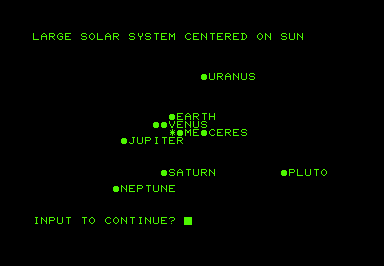 LARGE SOLAR SYSTEM CENTERED ON SUN
URANUS
EARTH
VENUS
*ME CERES
JUPITER
SATURN PLUTO
NEPTUNE
INPUT TO CONTINUE?